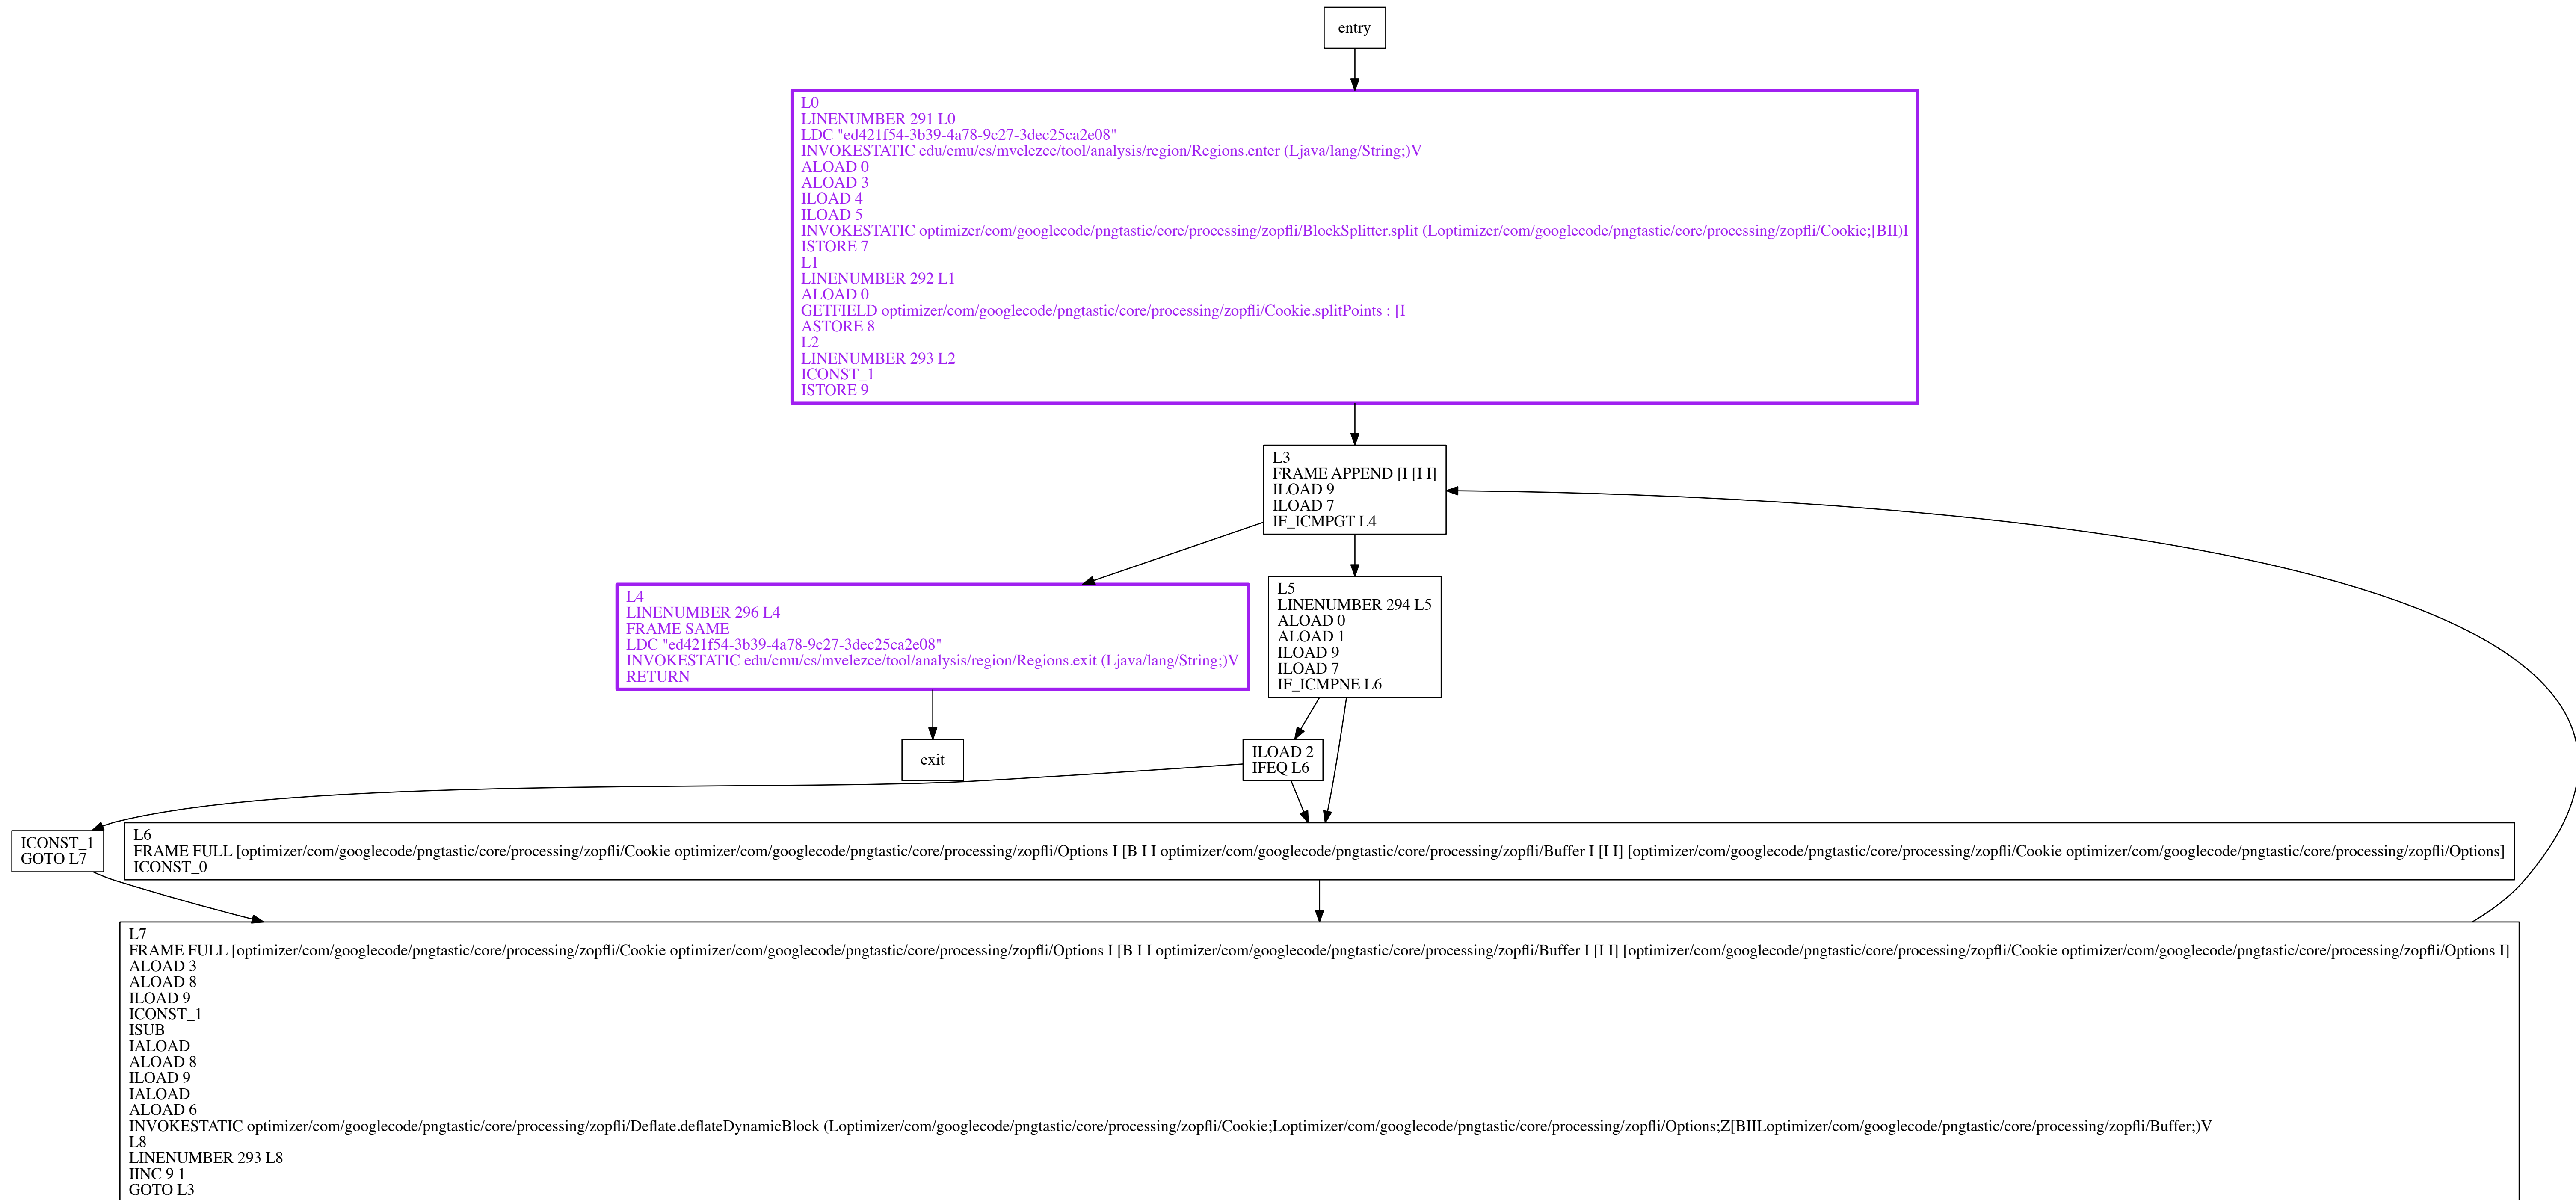 entry
L0
LINENUMBER 291 L0
LDC "ed421f54-3b39-4a78-9c27-3dec25ca2e08"
INVOKESTATIC edu/cmu/cs/mvelezce/tool/analysis/region/Regions.enter (Ljava/lang/String;)V
ALOAD 0
ALOAD 3
ILOAD 4
ILOAD 5
INVOKESTATIC optimizer/com/googlecode/pngtastic/core/processing/zopfli/BlockSplitter.split (Loptimizer/com/googlecode/pngtastic/core/processing/zopfli/Cookie;[BII)I
ISTORE 7
L1
LINENUMBER 292 L1
ALOAD 0
GETFIELD optimizer/com/googlecode/pngtastic/core/processing/zopfli/Cookie.splitPoints : [I
ASTORE 8
L2
LINENUMBER 293 L2
ICONST_1
ISTORE 9
L3
FRAME APPEND [I [I I]
ILOAD 9
ILOAD 7
IF_ICMPGT L4
L4
LINENUMBER 296 L4
FRAME SAME
LDC "ed421f54-3b39-4a78-9c27-3dec25ca2e08"
INVOKESTATIC edu/cmu/cs/mvelezce/tool/analysis/region/Regions.exit (Ljava/lang/String;)V
RETURN
L5
LINENUMBER 294 L5
ALOAD 0
ALOAD 1
ILOAD 9
ILOAD 7
IF_ICMPNE L6
exit
ILOAD 2
IFEQ L6
ICONST_1
GOTO L7
L6
FRAME FULL [optimizer/com/googlecode/pngtastic/core/processing/zopfli/Cookie optimizer/com/googlecode/pngtastic/core/processing/zopfli/Options I [B I I optimizer/com/googlecode/pngtastic/core/processing/zopfli/Buffer I [I I] [optimizer/com/googlecode/pngtastic/core/processing/zopfli/Cookie optimizer/com/googlecode/pngtastic/core/processing/zopfli/Options]
ICONST_0
L7
FRAME FULL [optimizer/com/googlecode/pngtastic/core/processing/zopfli/Cookie optimizer/com/googlecode/pngtastic/core/processing/zopfli/Options I [B I I optimizer/com/googlecode/pngtastic/core/processing/zopfli/Buffer I [I I] [optimizer/com/googlecode/pngtastic/core/processing/zopfli/Cookie optimizer/com/googlecode/pngtastic/core/processing/zopfli/Options I]
ALOAD 3
ALOAD 8
ILOAD 9
ICONST_1
ISUB
IALOAD
ALOAD 8
ILOAD 9
IALOAD
ALOAD 6
INVOKESTATIC optimizer/com/googlecode/pngtastic/core/processing/zopfli/Deflate.deflateDynamicBlock (Loptimizer/com/googlecode/pngtastic/core/processing/zopfli/Cookie;Loptimizer/com/googlecode/pngtastic/core/processing/zopfli/Options;Z[BIILoptimizer/com/googlecode/pngtastic/core/processing/zopfli/Buffer;)V
L8
LINENUMBER 293 L8
IINC 9 1
GOTO L3